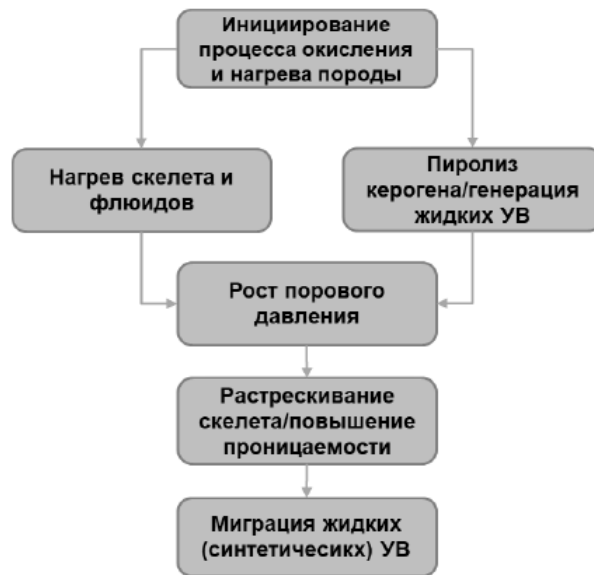 Инициирование
процесса окисления
и нагрева породы
Нагрев скелета и
флюидов
Пиролиз
керогена/генерация
жидких УВ
Рост порового
давления
Растрескивание
скелета/повышение
проницаемости
Миграция жидких
(синтетичесикх) УВ